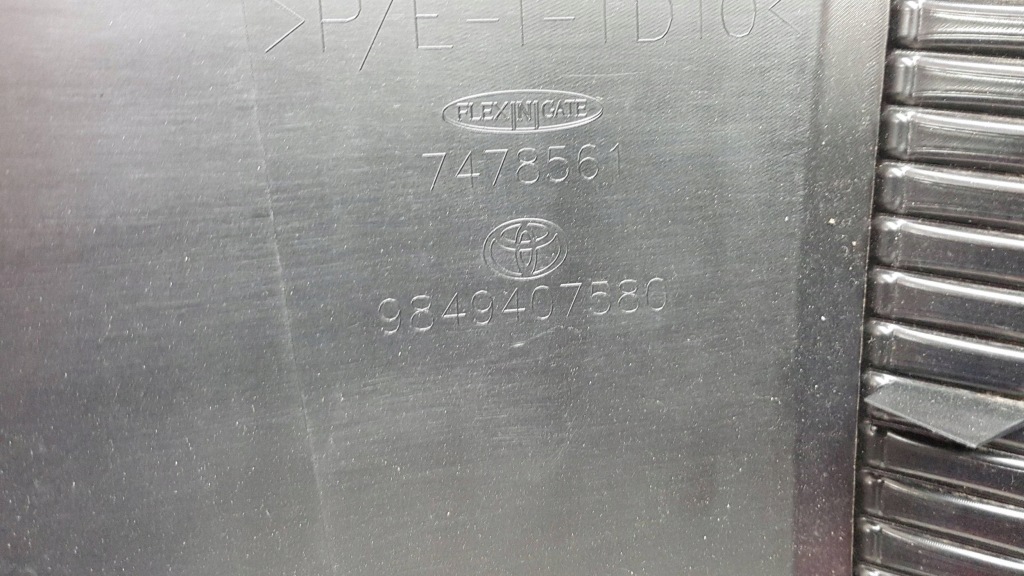 >P/E-T-TD10<
FLEX|N|GATE
7478561
9849407580